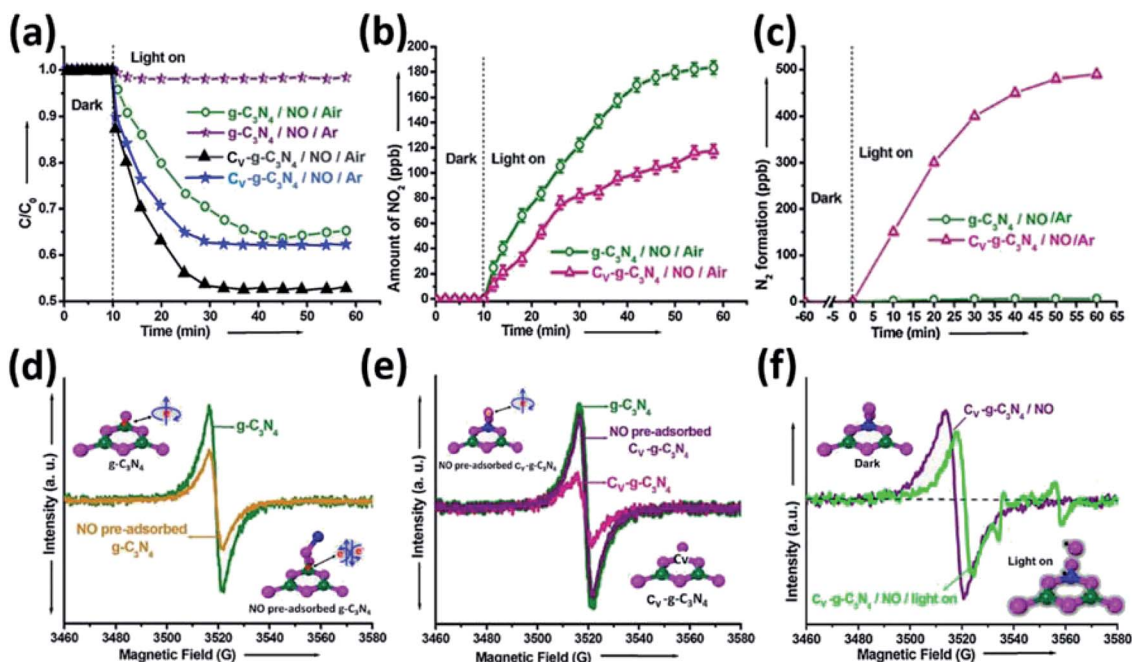 (a)
Light on
Dark
g-C₃N₄ / NO / Air
g-C₃N₄ / NO / Ar
Cᵥ-g-C₃N₄ / NO / Air
Cᵥ-g-C₃N₄ / NO / Ar
C/C₀
1.0
0.9
0.8
0.7
0.6
0.5
0 10 20 30 40 50 60
Time (min)
(b)
Dark
Light on
g-C₃N₄ / NO / Air
Cᵥ-g-C₃N₄ / NO / Air
Amount of NO₂ (ppb)
200
180
160
140
120
100
80
60
40
20
0
0 10 20 30 40 50 60
Time (min)
(c)
Light on
Dark
g-C₃N₄ / NO/Ar
Cᵥ-g-C₃N₄ / NO/Ar
N₂ formation (ppb)
500
400
300
200
100
0
-60 -5 0 5 10 15 20 25 30 35 40 45 50 55 60 65
Time (min)
(d)
g-C₃N₄
g-C₃N₄
NO pre-adsorbed
g-C₃N₄
NO pre-adsorbed g-C₃N₄
Intensity (a. u.)
3460 3480 3500 3520 3540 3560 3580
Magnetic Field (G)
(e)
NO pre-adsorbed Cᵥ-g-C₃N₄
g-C₃N₄
NO pre-adsorbed
Cᵥ-g-C₃N₄
Cᵥ-g-C₃N₄
Cv
Cᵥ-g-C₃N₄
Intensity (a. u.)
3460 3480 3500 3520 3540 3560 3580
Magnetic Field (G)
(f)
Cᵥ-g-C₃N₄ / NO
Dark
Light on
Cᵥ-g-C₃N₄ / NO / light on
Intensity (a.u.)
3460 3480 3500 3520 3540 3560 3580
Magnetic Field (G)